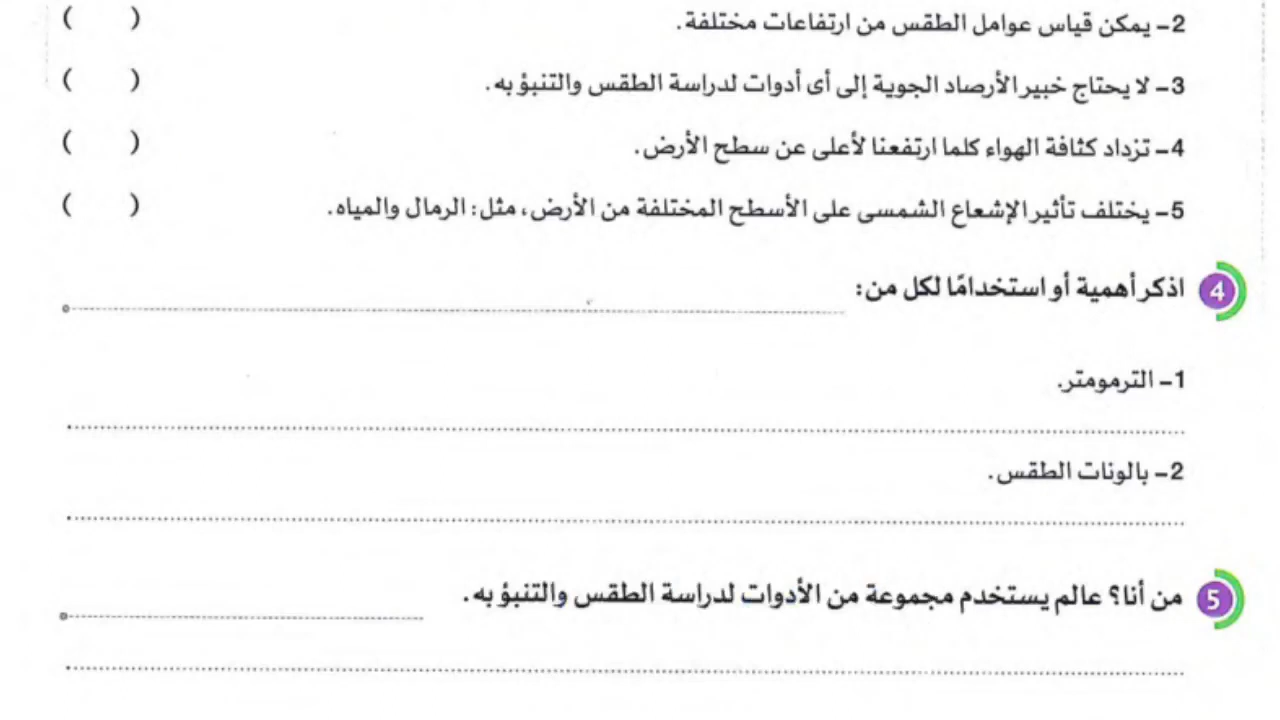 2- يمكن قياس عوامل الطقس من ارتفاعات مختلفة. ( )
3- لا يحتاج خبير الأرصاد الجوية إلى أى أدوات لدراسة الطقس والتنبؤ به. ( )
4- تزداد كثافة الهواء كلما ارتفعنا لأعلى عن سطح الأرض. ( )
5- يختلف تأثير الإشعاع الشمسى على الأسطح المختلفة من الأرض، مثل: الرمال والمياه. ( )
4 اذكر أهمية أو استخدامًا لكل من:
1- الترمومتر.
2- بالونات الطقس.
5 من أنا؟ عالم يستخدم مجموعة من الأدوات لدراسة الطقس والتنبؤ به.